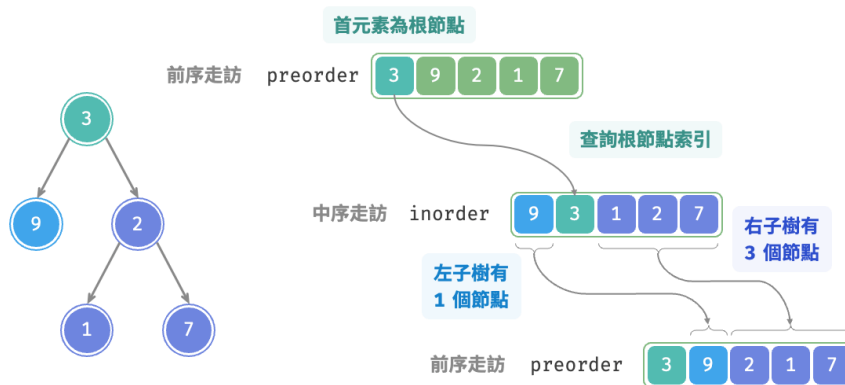 首元素為根節點
前序走訪 preorder 3 9 2 1 7
3
查詢根節點索引
9 2
中序走訪 inorder 9 3 1 2 7
右子樹有
3 個節點
左子樹有
1 個節點
1 7
前序走訪 preorder 3 9 2 1 7